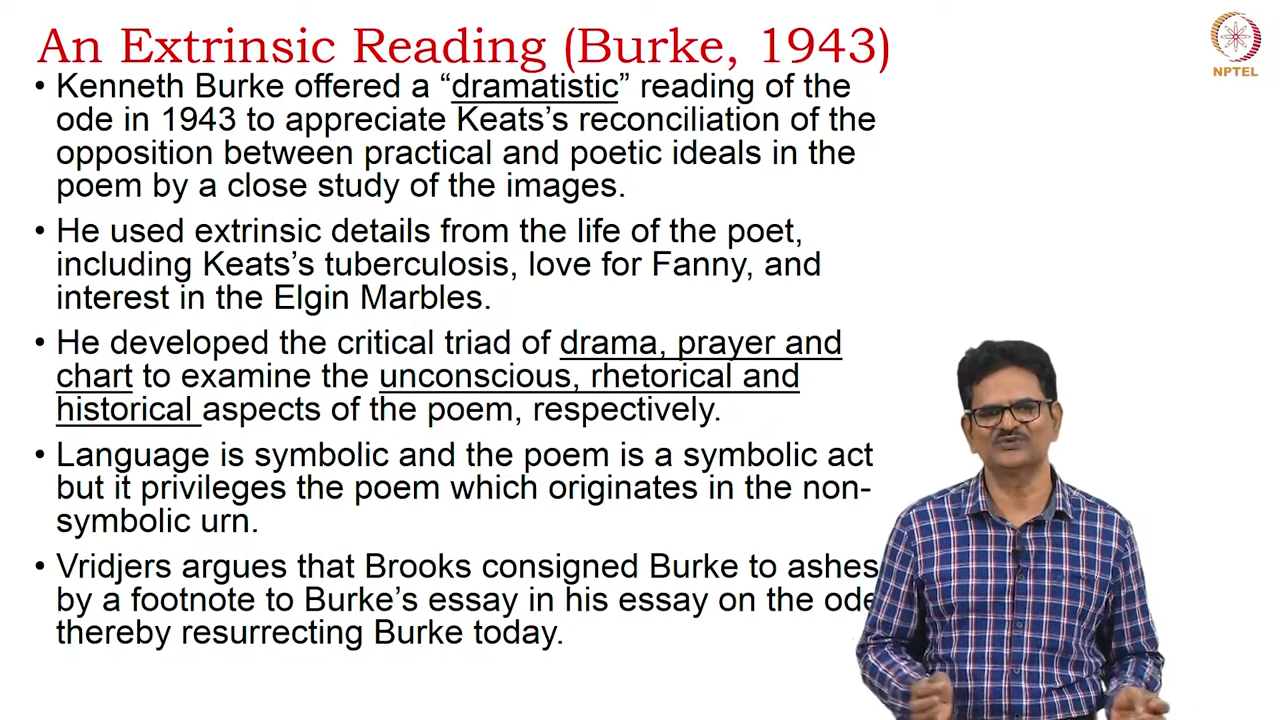 An Extrinsic Reading (Burke, 1943)
• Kenneth Burke offered a “dramatistic” reading of the
ode in 1943 to appreciate Keats’s reconciliation of the
opposition between practical and poetic ideals in the
poem by a close study of the images.
• He used extrinsic details from the life of the poet,
including Keats’s tuberculosis, love for Fanny, and
interest in the Elgin Marbles.
• He developed the critical triad of drama, prayer and
chart to examine the unconscious, rhetorical and
historical aspects of the poem, respectively.
• Language is symbolic and the poem is a symbolic act
but it privileges the poem which originates in the non-
symbolic urn.
• Vridjers argues that Brooks consigned Burke to ashes
by a footnote to Burke’s essay in his essay on the ode
thereby resurrecting Burke today.
NPTEL